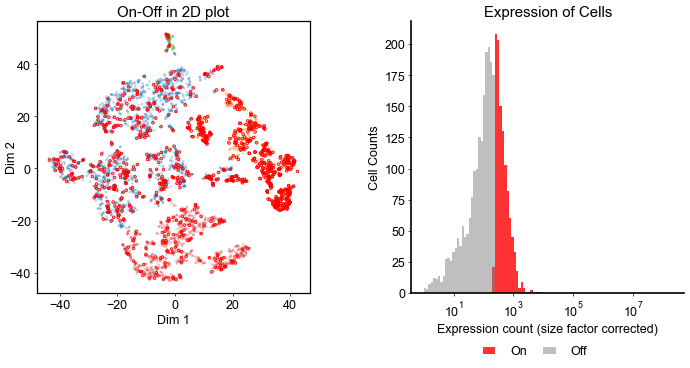 On-Off in 2D plot
40
20
0
−20
−40
Dim 2
−40
−20
0
20
40
Dim 1
Expression of Cells
200
175
150
125
100
75
50
25
0
Cell Counts
10^1
10^3
10^5
10^7
Expression count (size factor corrected)
On
Off